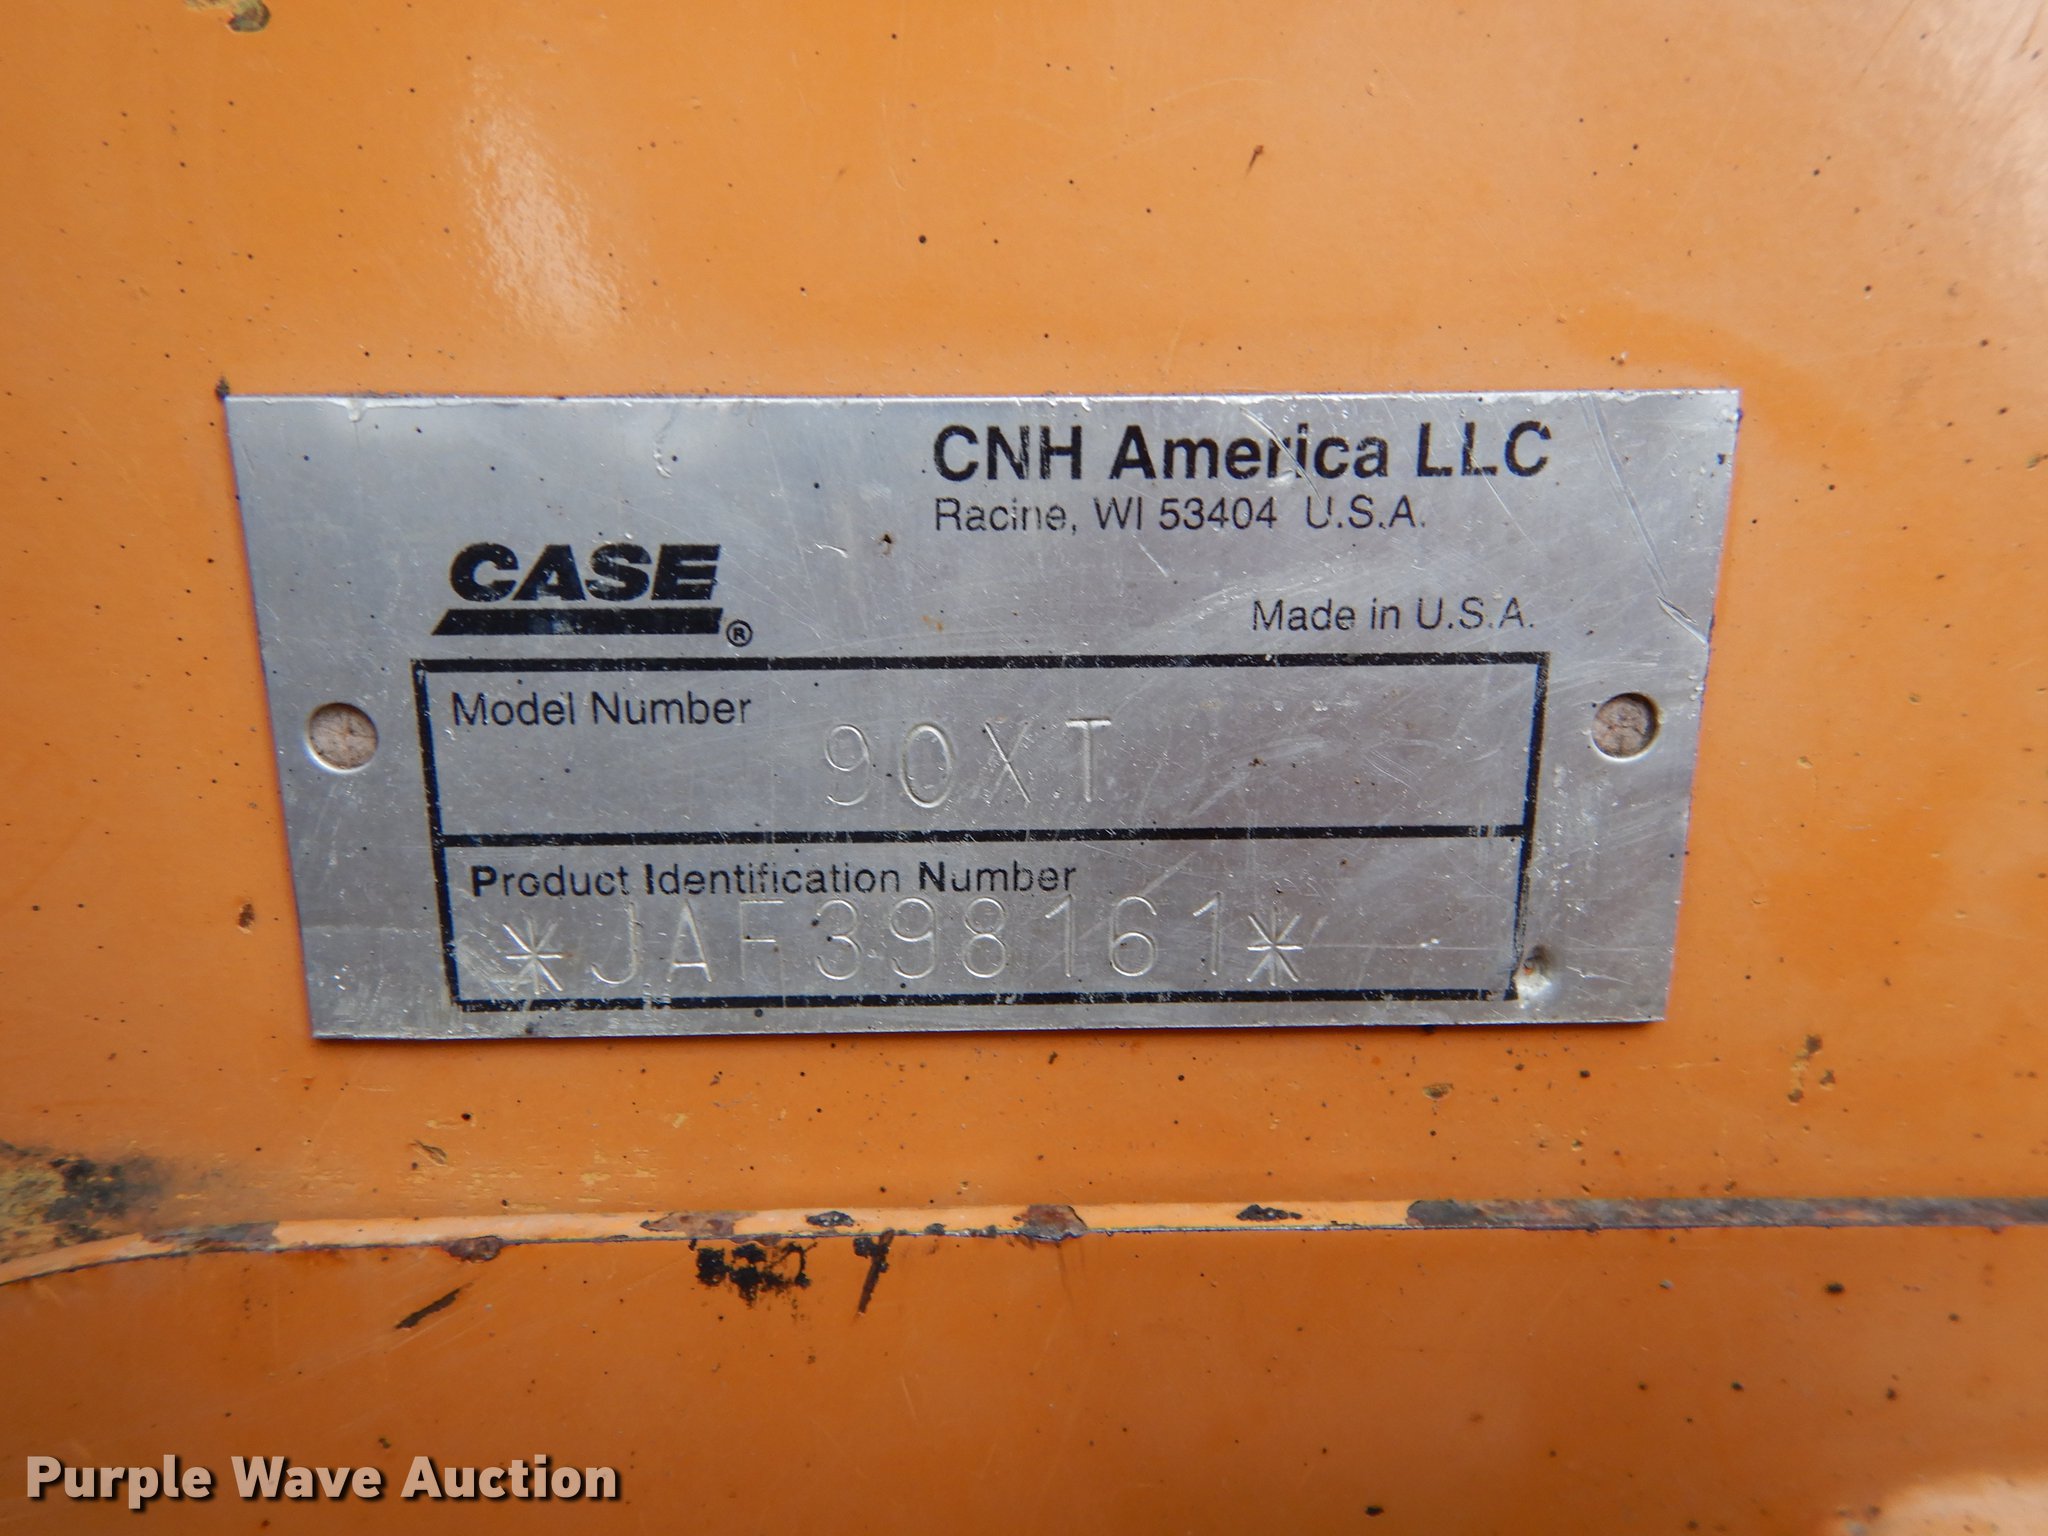 CNH America LLC
Racine, WI 53404 U.S.A.
CASE®
Made in U.S.A.
Model Number
90XT
Product Identification Number
*JAF398161*
Purple Wave Auction